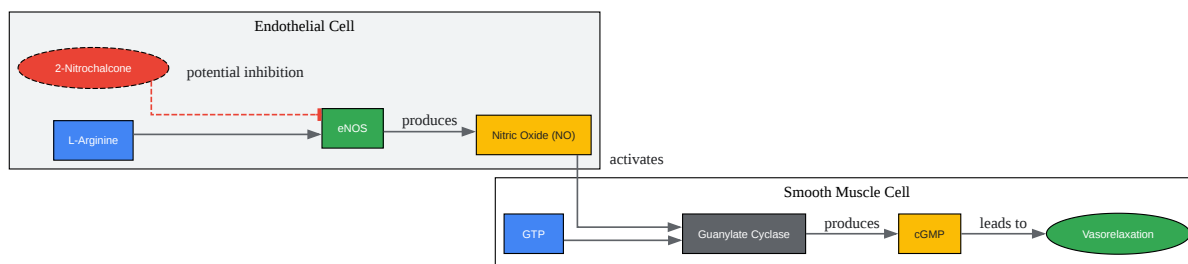 Endothelial Cell
2-Nitrochalcone
potential inhibition
L-Arginine
eNOS
produces
Nitric Oxide (NO)
activates
Smooth Muscle Cell
GTP
Guanylate Cyclase
produces
cGMP
leads to
Vasorelaxation